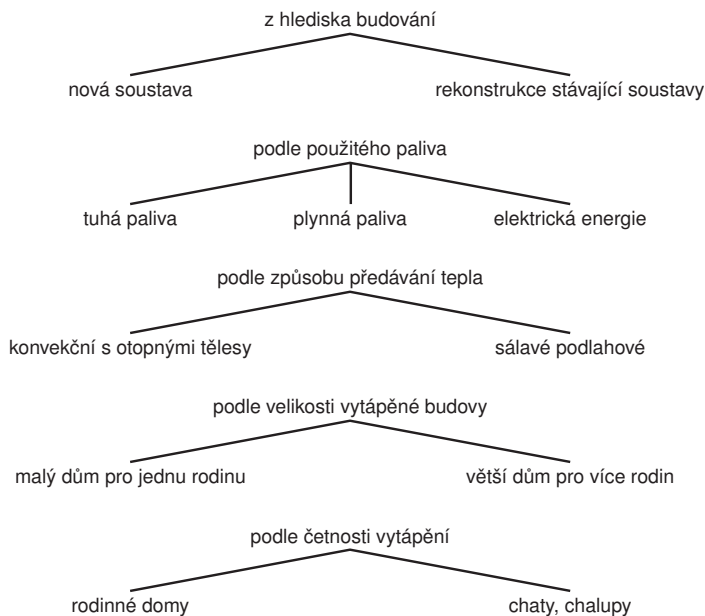 z hlediska budování
nová soustava
rekonstrukce stávající soustavy
podle použitého paliva
tuhá paliva
plynná paliva
elektrická energie
podle způsobu předávání tepla
konvekční s otopnými tělesy
sálavé podlahové
podle velikosti vytápěné budovy
malý dům pro jednu rodinu
větší dům pro více rodin
podle četnosti vytápění
rodinné domy
chaty, chalupy